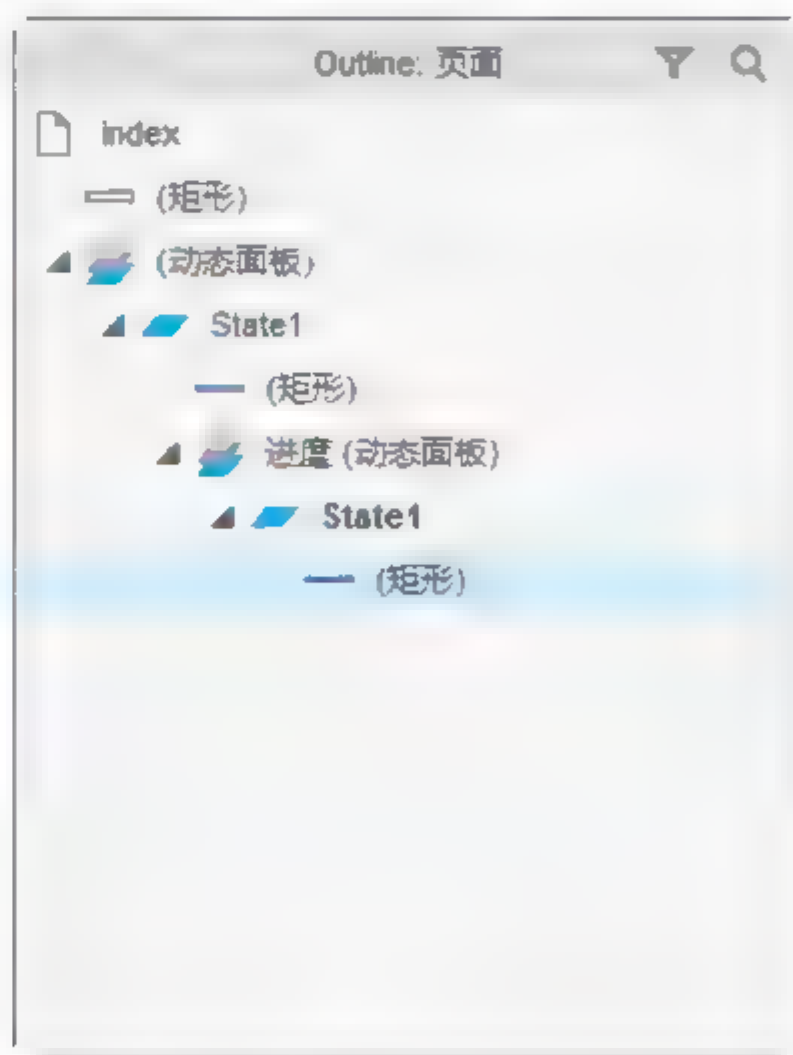 Outline: 页面
index
(矩形)
(动态面板)
State1
(矩形)
进度 (动态面板)
State1
(矩形)